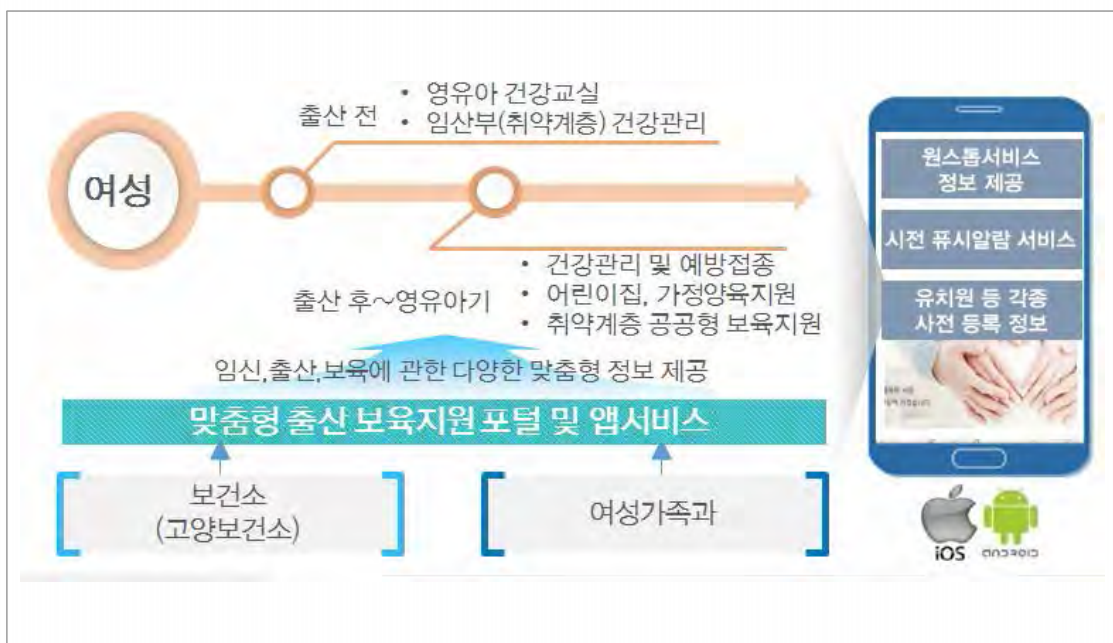 출산 전
• 영유아 건강교실
• 임산부(취약계층) 건강관리
여성
출산 후~영유아기
• 건강관리 및 예방접종
• 어린이집, 가정양육지원
• 취약계층 공공형 보육지원
임신,출산,보육에 관한 다양한 맞춤형 정보 제공
맞춤형 출산 보육지원 포털 및 앱서비스
보건소
(고양보건소)
여성가족과
원스톱서비스
정보 제공
시전 퓨시알람 서비스
유치원 등 각종
사전 등록 정보
iOS
ANDROID